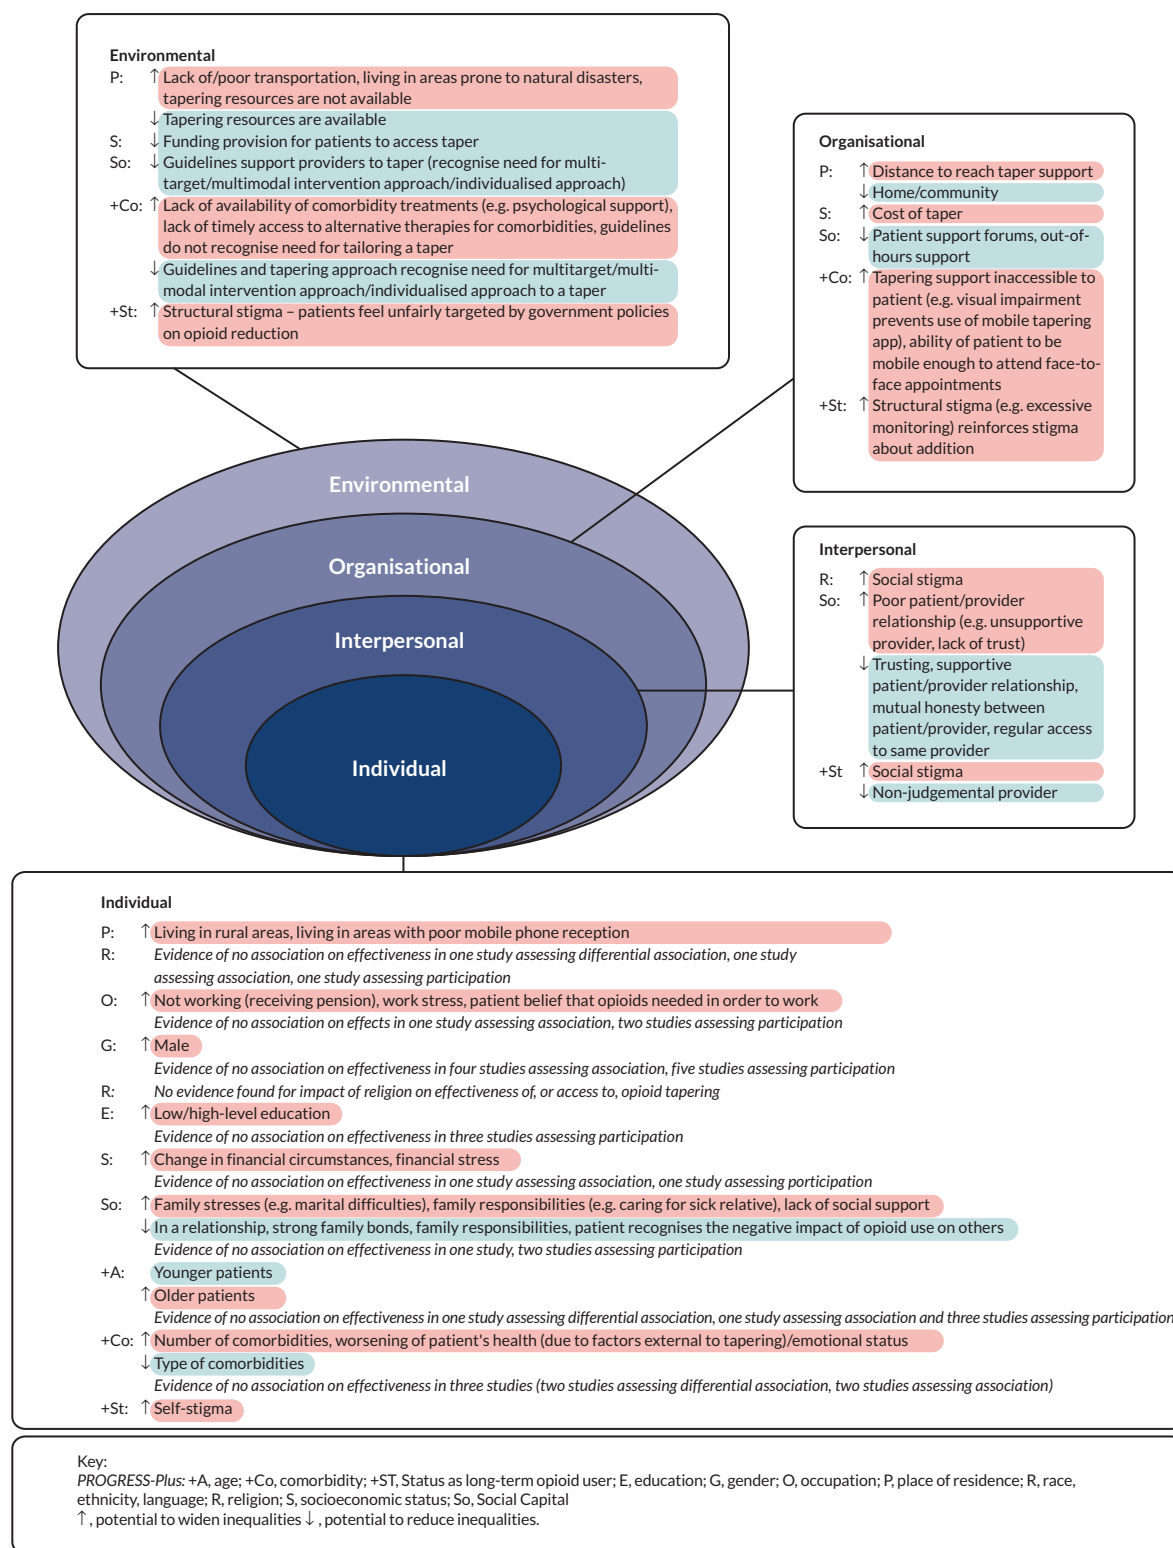 Environmental
P: ↑ Lack of/poor transportation, living in areas prone to natural disasters,
tapering resources are not available
↓ Tapering resources are available
S: ↓ Funding provision for patients to access taper
So: ↓ Guidelines support providers to taper (recognise need for multi-
target/multimodal intervention approach/individualised approach)
+Co: ↑ Lack of availability of comorbidity treatments (e.g. psychological support),
lack of timely access to alternative therapies for comorbidities, guidelines
do not recognise need for tailoring a taper
↓ Guidelines and tapering approach recognise need for multitarget/multi-
modal intervention approach/individualised approach to a taper
+St: ↑ Structural stigma – patients feel unfairly targeted by government policies
on opioid reduction
Organisational
P: ↑ Distance to reach taper support
↓ Home/community
S: ↑ Cost of taper
So: ↓ Patient support forums, out-of-
hours support
+Co: ↑ Tapering support inaccessible to
patient (e.g. visual impairment
prevents use of mobile tapering
app), ability of patient to be
mobile enough to attend face-to-
face appointments
+St: ↑ Structural stigma (e.g. excessive
monitoring) reinforces stigma
about addition
Environmental
Organisational
Interpersonal
Individual
Interpersonal
R: ↑ Social stigma
So: ↑ Poor patient/provider
relationship (e.g. unsupportive
provider, lack of trust)
↓ Trusting, supportive
patient/provider relationship,
mutual honesty between
patient/provider, regular access
to same provider
+St ↑ Social stigma
↓ Non-judgemental provider
Individual
P: ↑ Living in rural areas, living in areas with poor mobile phone reception
R: Evidence of no association on effectiveness in one study assessing differential association, one study
assessing association, one study assessing participation
O: ↑ Not working (receiving pension), work stress, patient belief that opioids needed in order to work
Evidence of no association on effects in one study assessing association, two studies assessing participation
G: ↑ Male
Evidence of no association on effectiveness in four studies assessing association, five studies assessing participation
R: No evidence found for impact of religion on effectiveness of, or access to, opioid tapering
E: ↑ Low/high-level education
Evidence of no association on effectiveness in three studies assessing participation
S: ↑ Change in financial circumstances, financial stress
Evidence of no association on effectiveness in one study assessing association, one study assessing porticipation
So: ↑ Family stresses (e.g. marital difficulties), family responsibilities (e.g. caring for sick relative), lack of social support
↓ In a relationship, strong family bonds, family responsibilities, patient recognises the negative impact of opioid use on others
Evidence of no association on effectiveness in one study, two studies assessing participation
+A: Younger patients
↑ Older patients
Evidence of no association on effectiveness in one study assessing differential association, one study assessing association and three studies assessing participation
+Co: ↑ Number of comorbidities, worsening of patient's health (due to factors external to tapering)/emotional status
↓ Type of comorbidities
Evidence of no association on effectiveness in three studies (two studies assessing differential association, two studies assessing association)
+St: ↑ Self-stigma
Key:
PROGRESS-Plus: +A, age; +Co, comorbidity; +ST, Status as long-term opioid user; E, education; G, gender; O, occupation; P, place of residence; R, race,
ethnicity, language; R, religion; S, socioeconomic status; So, Social Capital
↑ , potential to widen inequalities ↓ , potential to reduce inequalities.